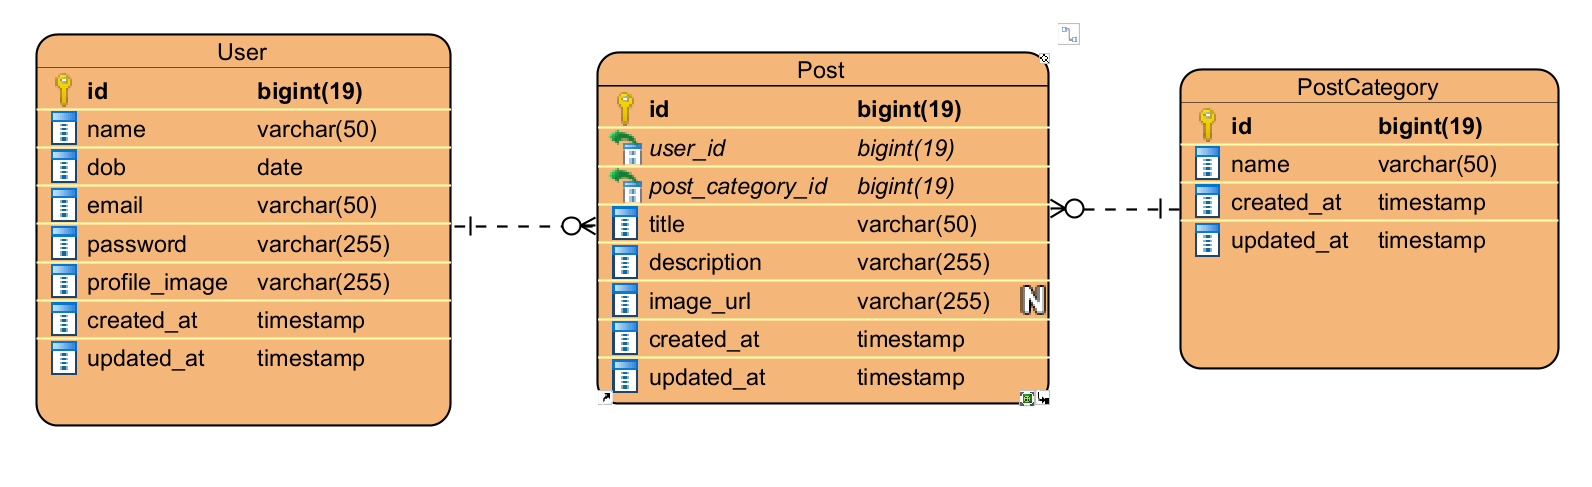 User
id bigint(19)
name varchar(50)
dob date
email varchar(50)
password varchar(255)
profile_image varchar(255)
created_at timestamp
updated_at timestamp
Post
id bigint(19)
user_id bigint(19)
post_category_id bigint(19)
title varchar(50)
description varchar(255)
image_url varchar(255) N
created_at timestamp
updated_at timestamp
PostCategory
id bigint(19)
name varchar(50)
created_at timestamp
updated_at timestamp